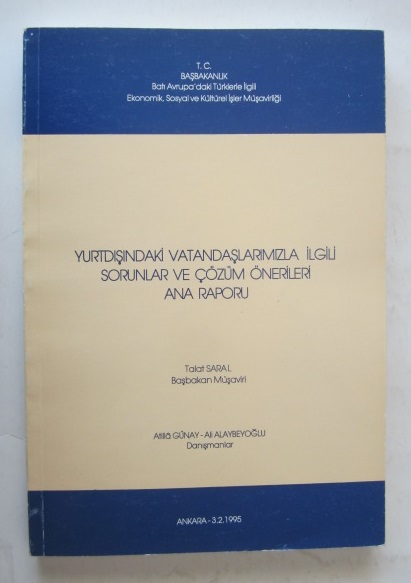 T. C.
BAŞBAKANLIK
Batı Avrupa'daki Türklerle İlgili
Ekonomik, Sosyal ve Kültürel İşler Müşavirliği
YURTDIŞINDAKİ VATANDAŞLARIMIZLA İLGİLİ
SORUNLAR VE ÇÖZÜM ÖNERİLERİ
ANA RAPORU
Talat SARAL
Başbakan Müşaviri
Atilâ GÜNAY - Ali ALAYBEYOĞLU
Danışmanlar
ANKARA - 3.2.1995